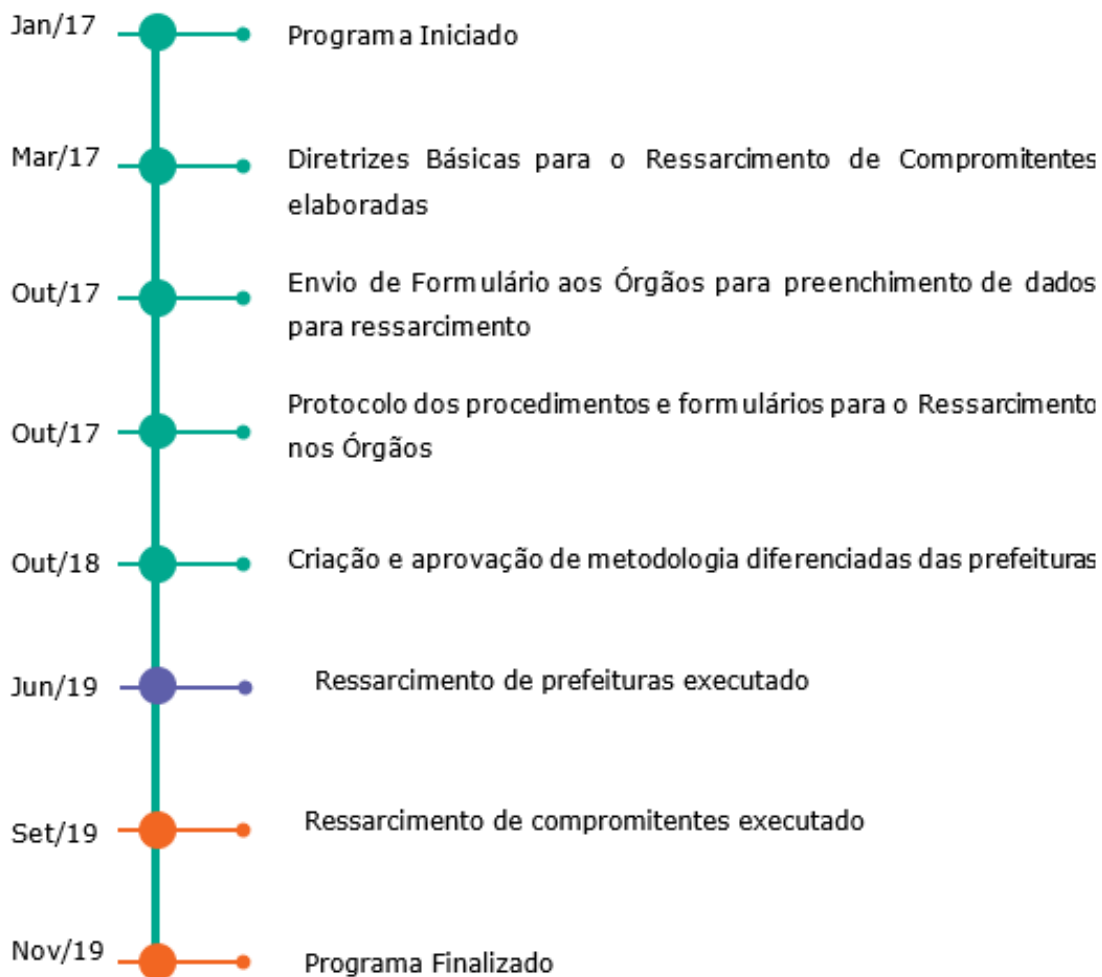 Jan/17
Programa Iniciado
Mar/17
Diretrizes Básicas para o Ressarcimento de Compromitentes
elaboradas
Out/17
Envio de Formulário aos Órgãos para preenchimento de dados
para ressarcimento
Out/17
Protocolo dos procedimentos e formulários para o Ressarcimento
nos Órgãos
Out/18
Criação e aprovação de metodologia diferenciadas das prefeituras
Jun/19
Ressarcimento de prefeituras executado
Set/19
Ressarcimento de compromitentes executado
Nov/19
Programa Finalizado